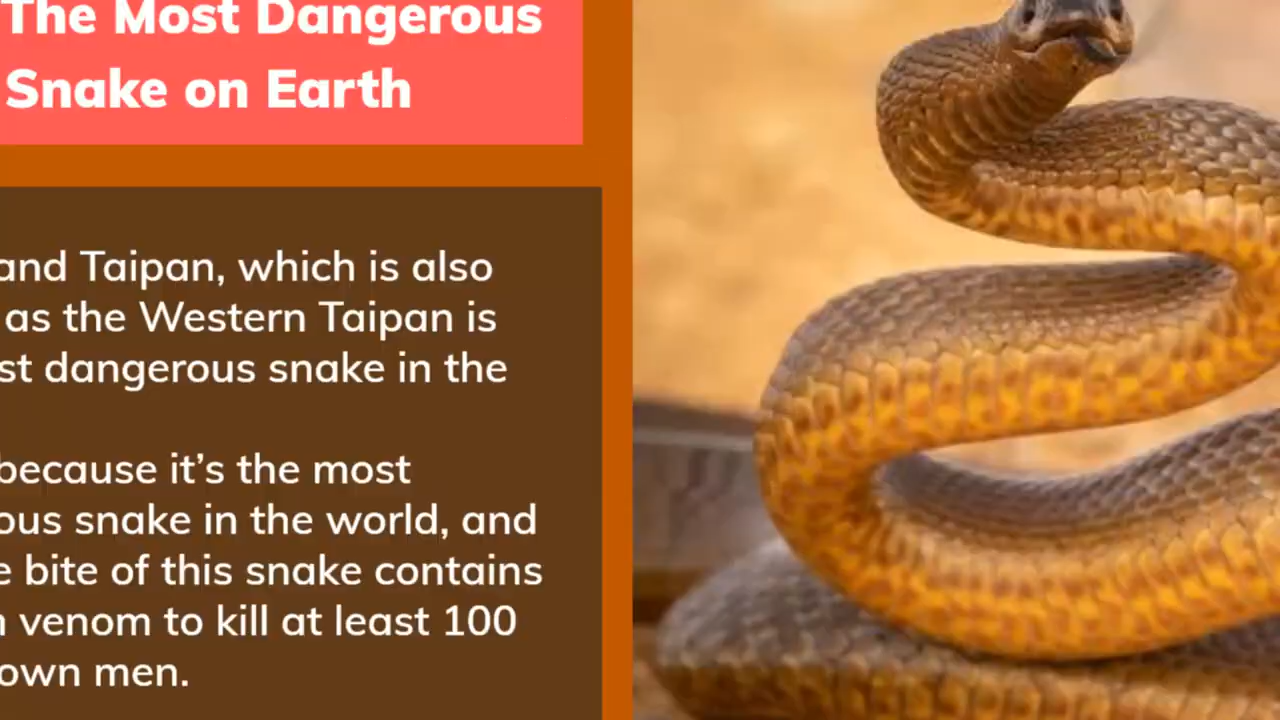 The Most Dangerous
Snake on Earth
and Taipan, which is also
as the Western Taipan is
st dangerous snake in the
because it’s the most
ous snake in the world, and
e bite of this snake contains
venom to kill at least 100
own men.